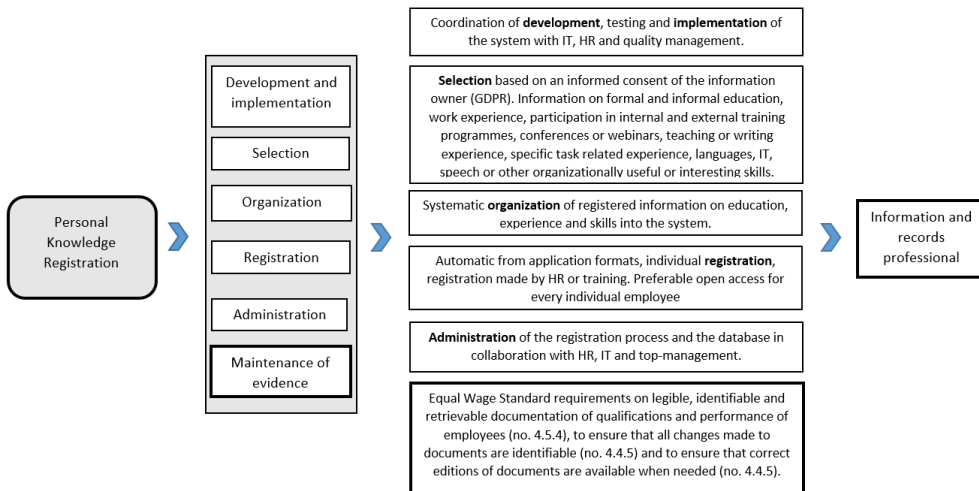 Personal
Knowledge
Registration
Development and
implementation
Selection
Organization
Registration
Administration
Maintenance of
evidence
Coordination of development, testing and implementation of
the system with IT, HR and quality management.
Selection based on an informed consent of the information
owner (GDPR). Information on formal and informal education,
work experience, participation in internal and external training
programmes, conferences or webinars, teaching or writing
experience, specific task related experience, languages, IT,
speech or other organizationally useful or interesting skills.
Systematic organization of registered information on education,
experience and skills into the system.
Automatic from application formats, individual registration,
registration made by HR or training. Preferable open access for
every individual employee
Administration of the registration process and the database in
collaboration with HR, IT and top-management.
Equal Wage Standard requirements on legible, identifiable and
retrievable documentation of qualifications and performance of
employees (no. 4.5.4), to ensure that all changes made to
documents are identifiable (no. 4.4.5) and to ensure that correct
editions of documents are available when needed (no. 4.4.5).
Information and
records
professional